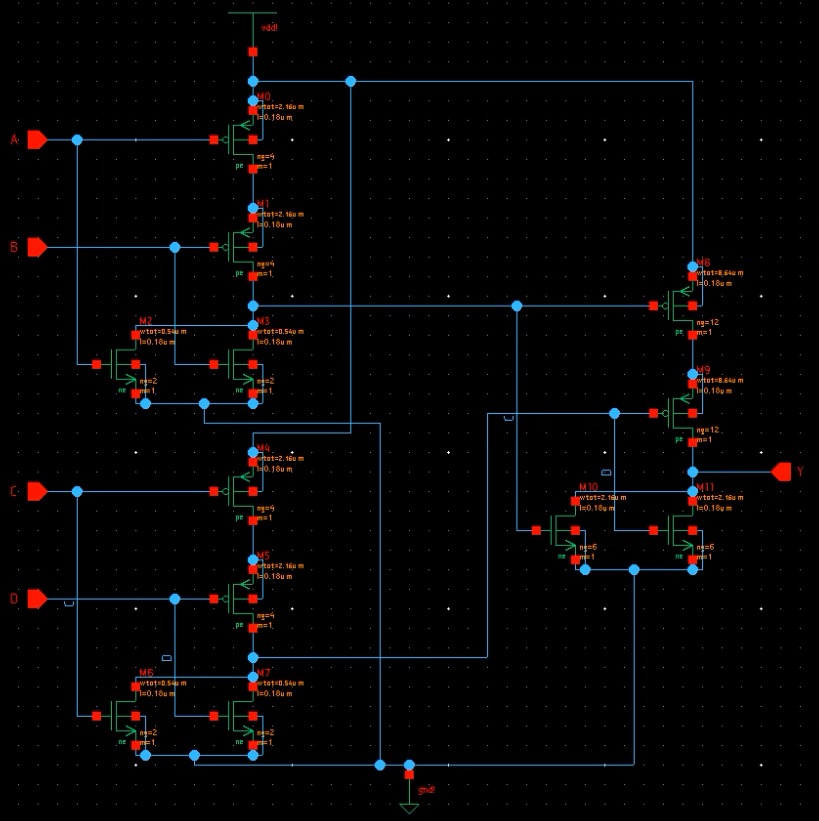 vdd!
M0
wtot=2.16u m
l=0.18u m
A
ng=4
pe m=1
M1
wtot=2.16u m
l=0.18u m
B
ng=4
pe m=1
M8
wtot=8.64u m
l=0.18u m
ng=12
pe m=1
M2
wtot=0.54u m
l=0.18u m
M3
wtot=0.54u m
l=0.18u m
ng=2
ne m=1
ng=2
ne m=1
M9
wtot=8.64u m
l=0.18u m
ng=12
pe m=1
M4
wtot=2.16u m
l=0.18u m
C
ng=4
pe m=1
Y
M10
wtot=2.16u m
l=0.18u m
M11
wtot=2.16u m
l=0.18u m
ng=6
ne m=1
ng=6
ne m=1
M5
wtot=2.16u m
l=0.18u m
D
ng=4
pe m=1
M6
wtot=0.54u m
l=0.18u m
M7
wtot=0.54u m
l=0.18u m
ng=2
ne m=1
ng=2
ne m=1
gnd!